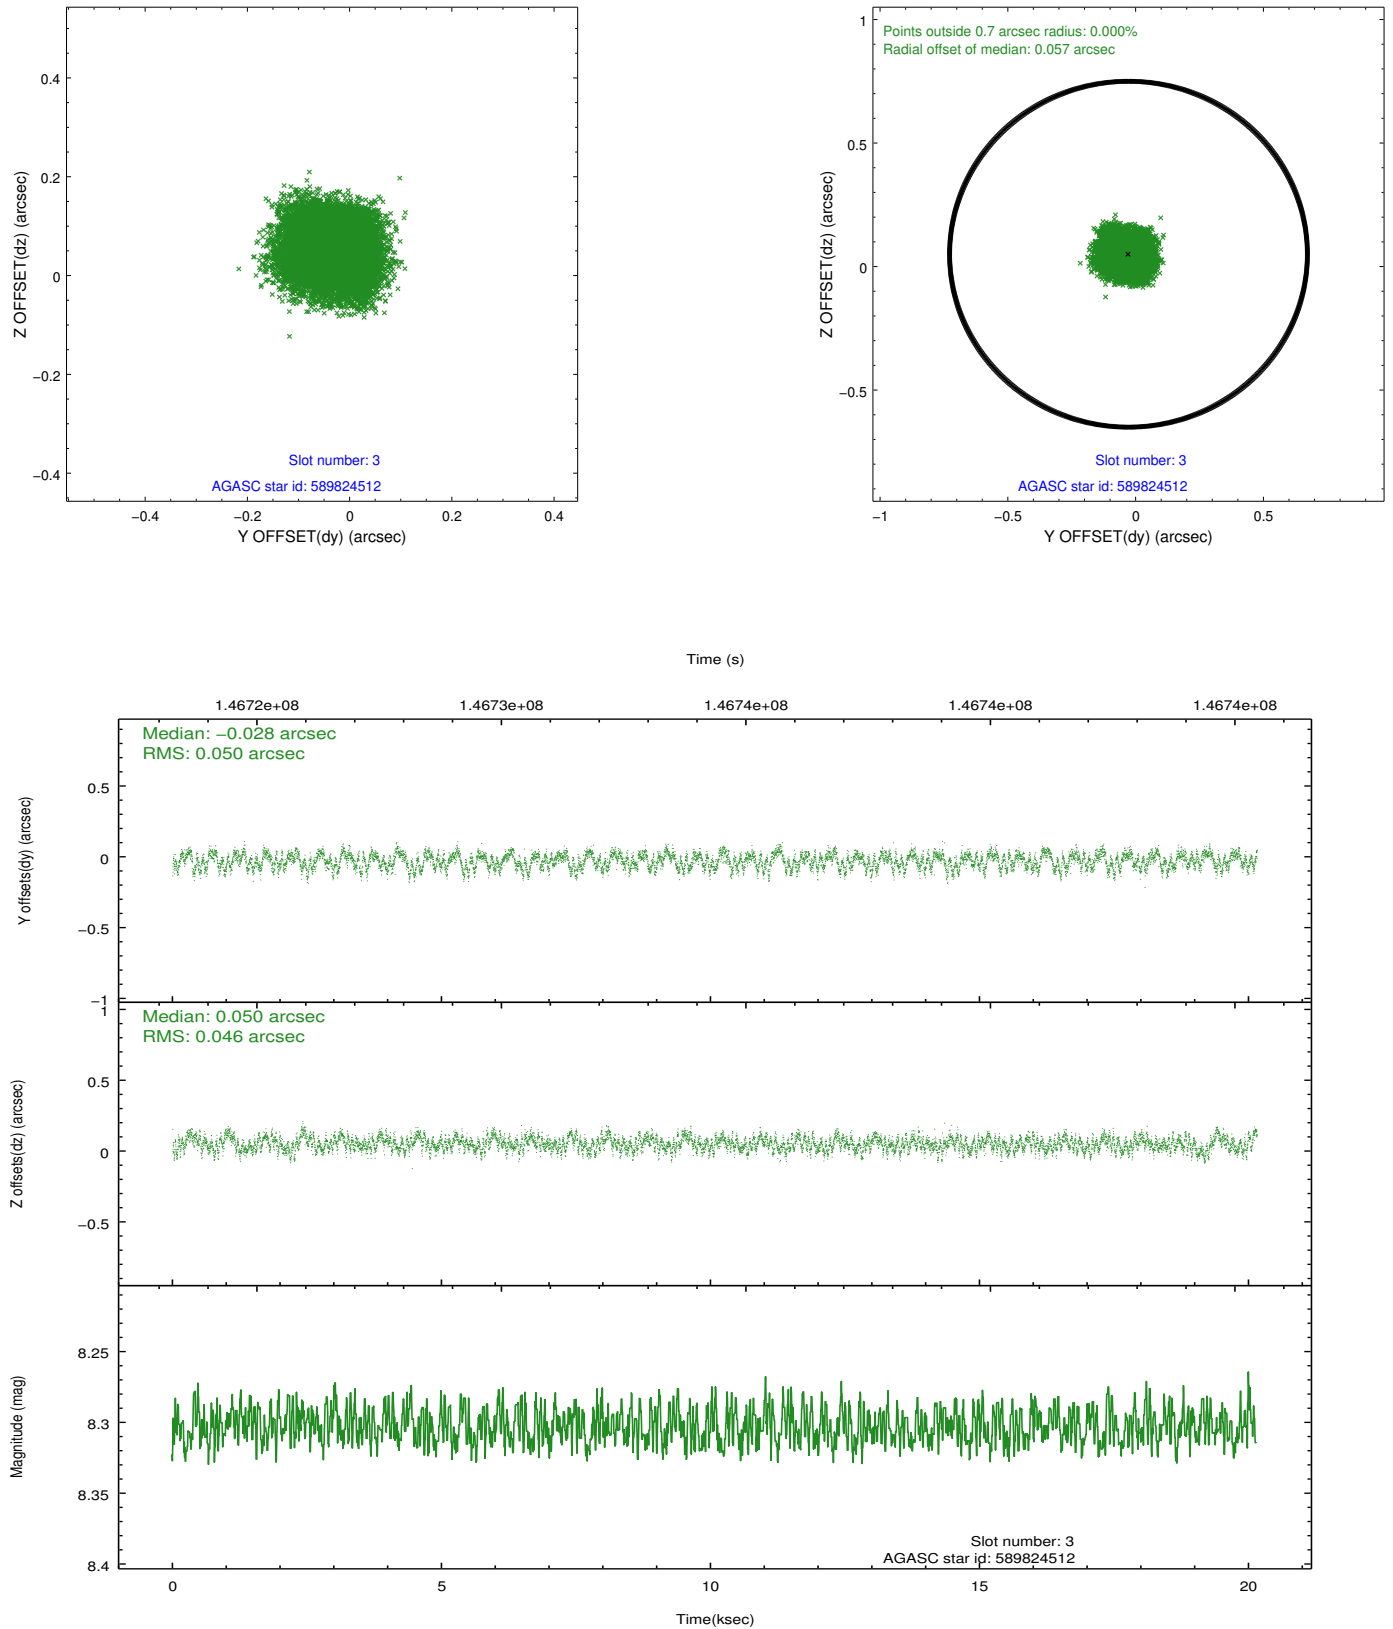 0.4
0.2
0
−0.2
−0.4
Z OFFSET(dz) (arcsec)
Slot number: 3
AGASC star id: 589824512
−0.4 −0.2 0 0.2 0.4
Y OFFSET(dy) (arcsec)
Points outside 0.7 arcsec radius: 0.000%
Radial offset of median: 0.057 arcsec
1
0.5
0
−0.5
Z OFFSET(dz) (arcsec)
Slot number: 3
AGASC star id: 589824512
−1 −0.5 0 0.5
Y OFFSET(dy) (arcsec)
Time (s)
1.4672e+08 1.4673e+08 1.4674e+08 1.4674e+08 1.4674e+08
Median: −0.028 arcsec
RMS: 0.050 arcsec
0.5
0
−0.5
−1
Y offsets(dy) (arcsec)
Median: 0.050 arcsec
RMS: 0.046 arcsec
1
0.5
0
−0.5
Z offsets(dz) (arcsec)
8.25
8.3
8.35
8.4
Magnitude (mag)
Slot number: 3
AGASC star id: 589824512
0 5 10 15 20
Time(ksec)